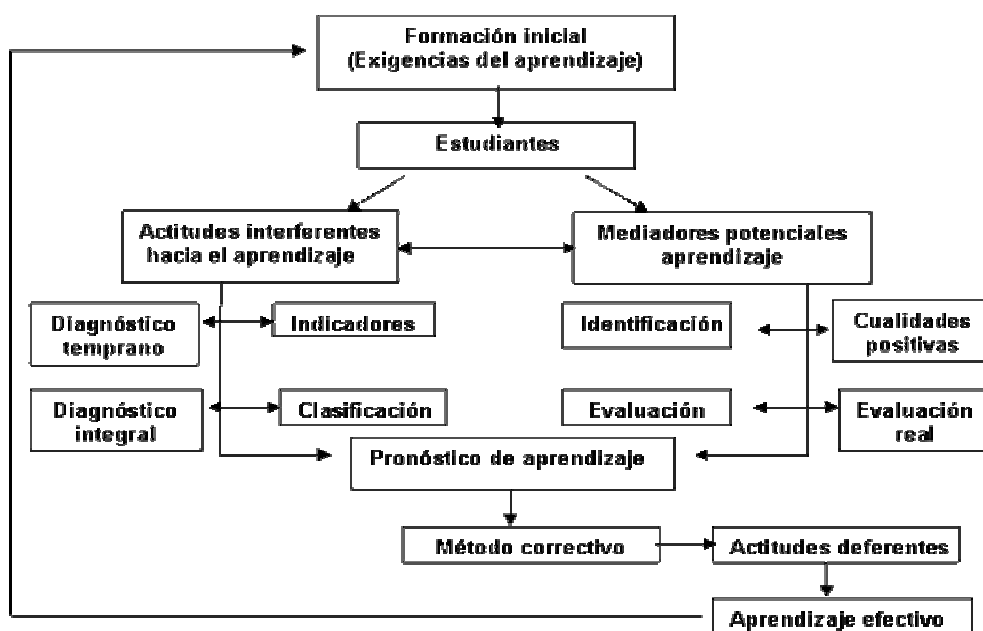 Formación inicial
(Exigencias del aprendizaje)
Estudiantes
Actitudes interferentes
hacia el aprendizaje
Mediadores potenciales
aprendizaje
Diagnóstico
temprano
Indicadores
Identificación
Cualidades
positivas
Diagnóstico
integral
Clasificación
Evaluación
Evaluación
real
Pronóstico de aprendizaje
Método correctivo
Actitudes deferentes
Aprendizaje efectivo